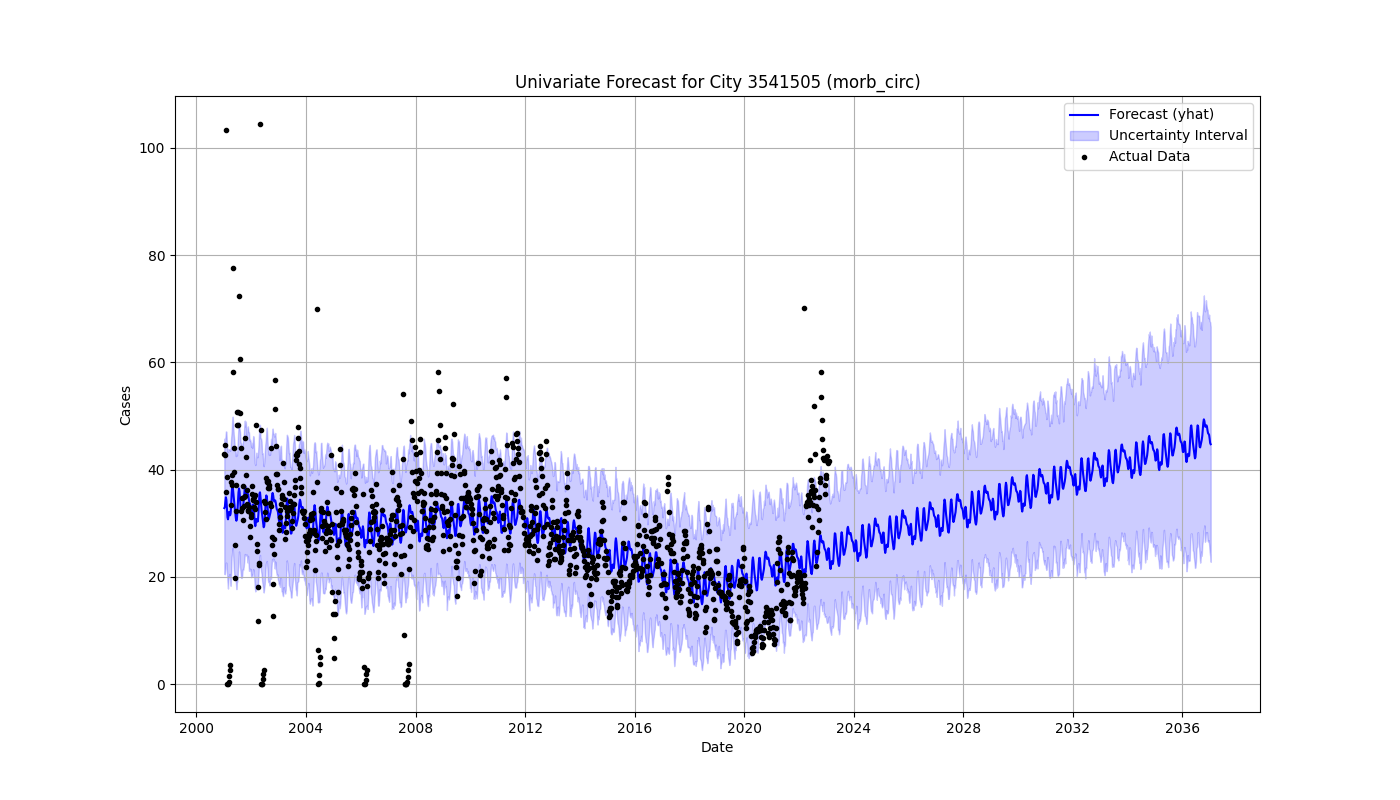 Univariate Forecast for City 3541505 (morb_circ)
Forecast (yhat)
Uncertainty Interval
Actual Data
100
80
60
40
20
0
Cases
2000 2004 2008 2012 2016 2020 2024 2028 2032 2036
Date